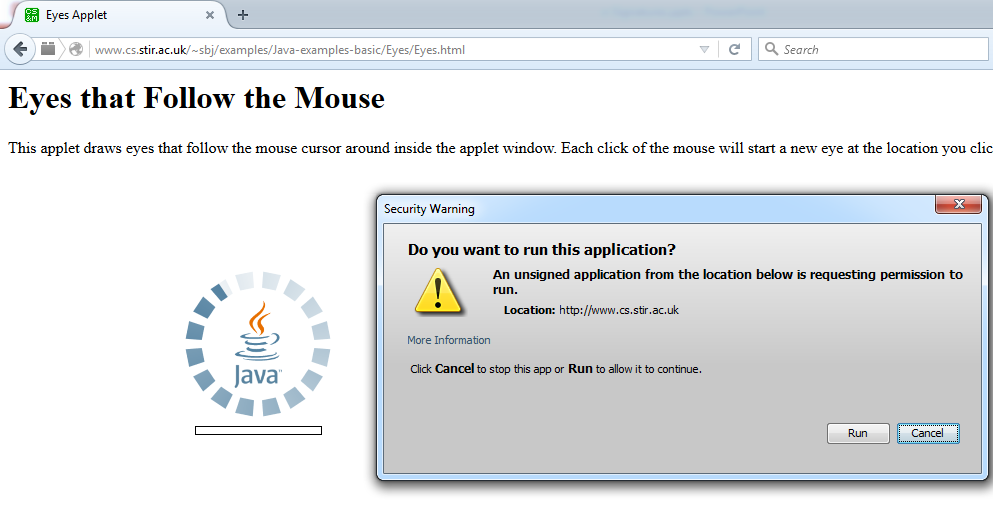 CS&M Eyes Applet
www.cs.stir.ac.uk/~sbj/examples/Java-examples-basic/Eyes/Eyes.html
Search
Eyes that Follow the Mouse
This applet draws eyes that follow the mouse cursor around inside the applet window. Each click of the mouse will start a new eye at the location you clic
Security Warning
Do you want to run this application?
An unsigned application from the location below is requesting permission to
run.
Location: http://www.cs.stir.ac.uk
More Information
Click Cancel to stop this app or Run to allow it to continue.
Run Cancel
Java™